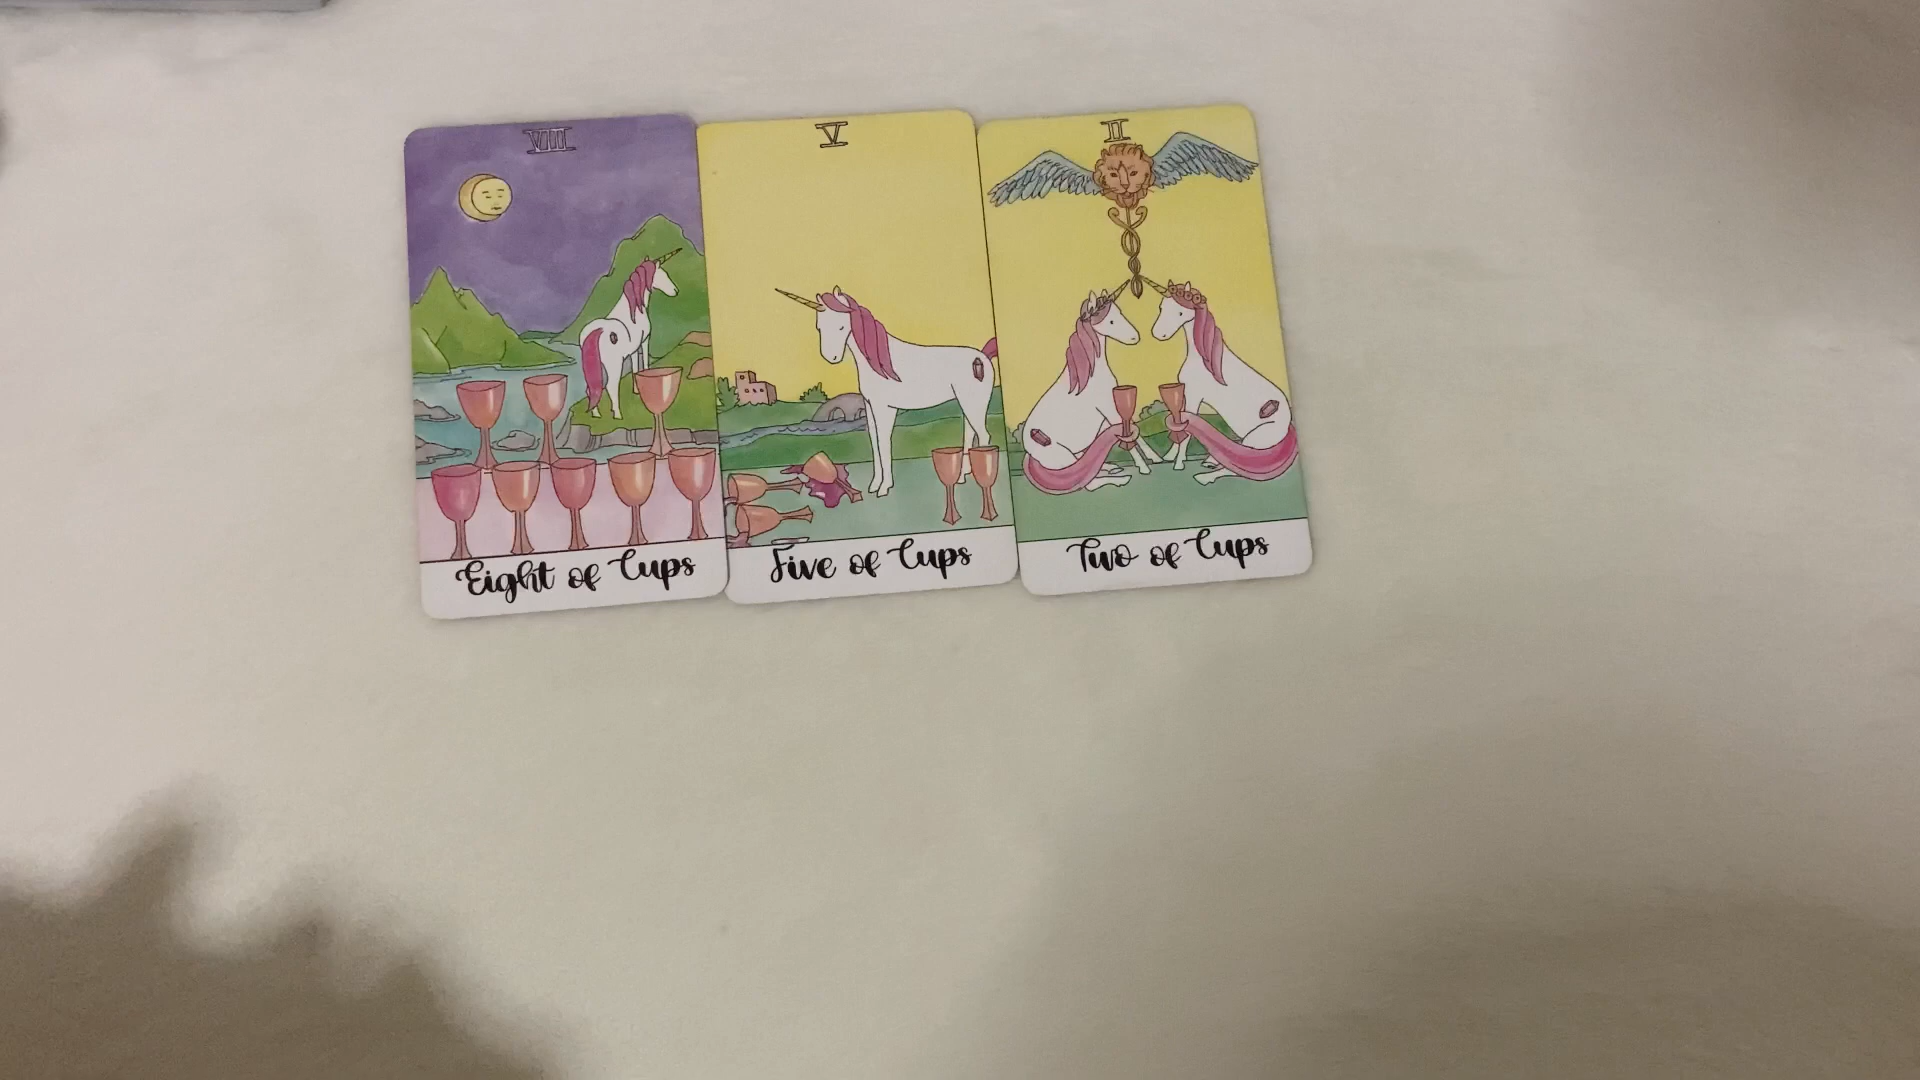 VIII
V
II
Eight of Cups
Five of Cups
Two of Cups